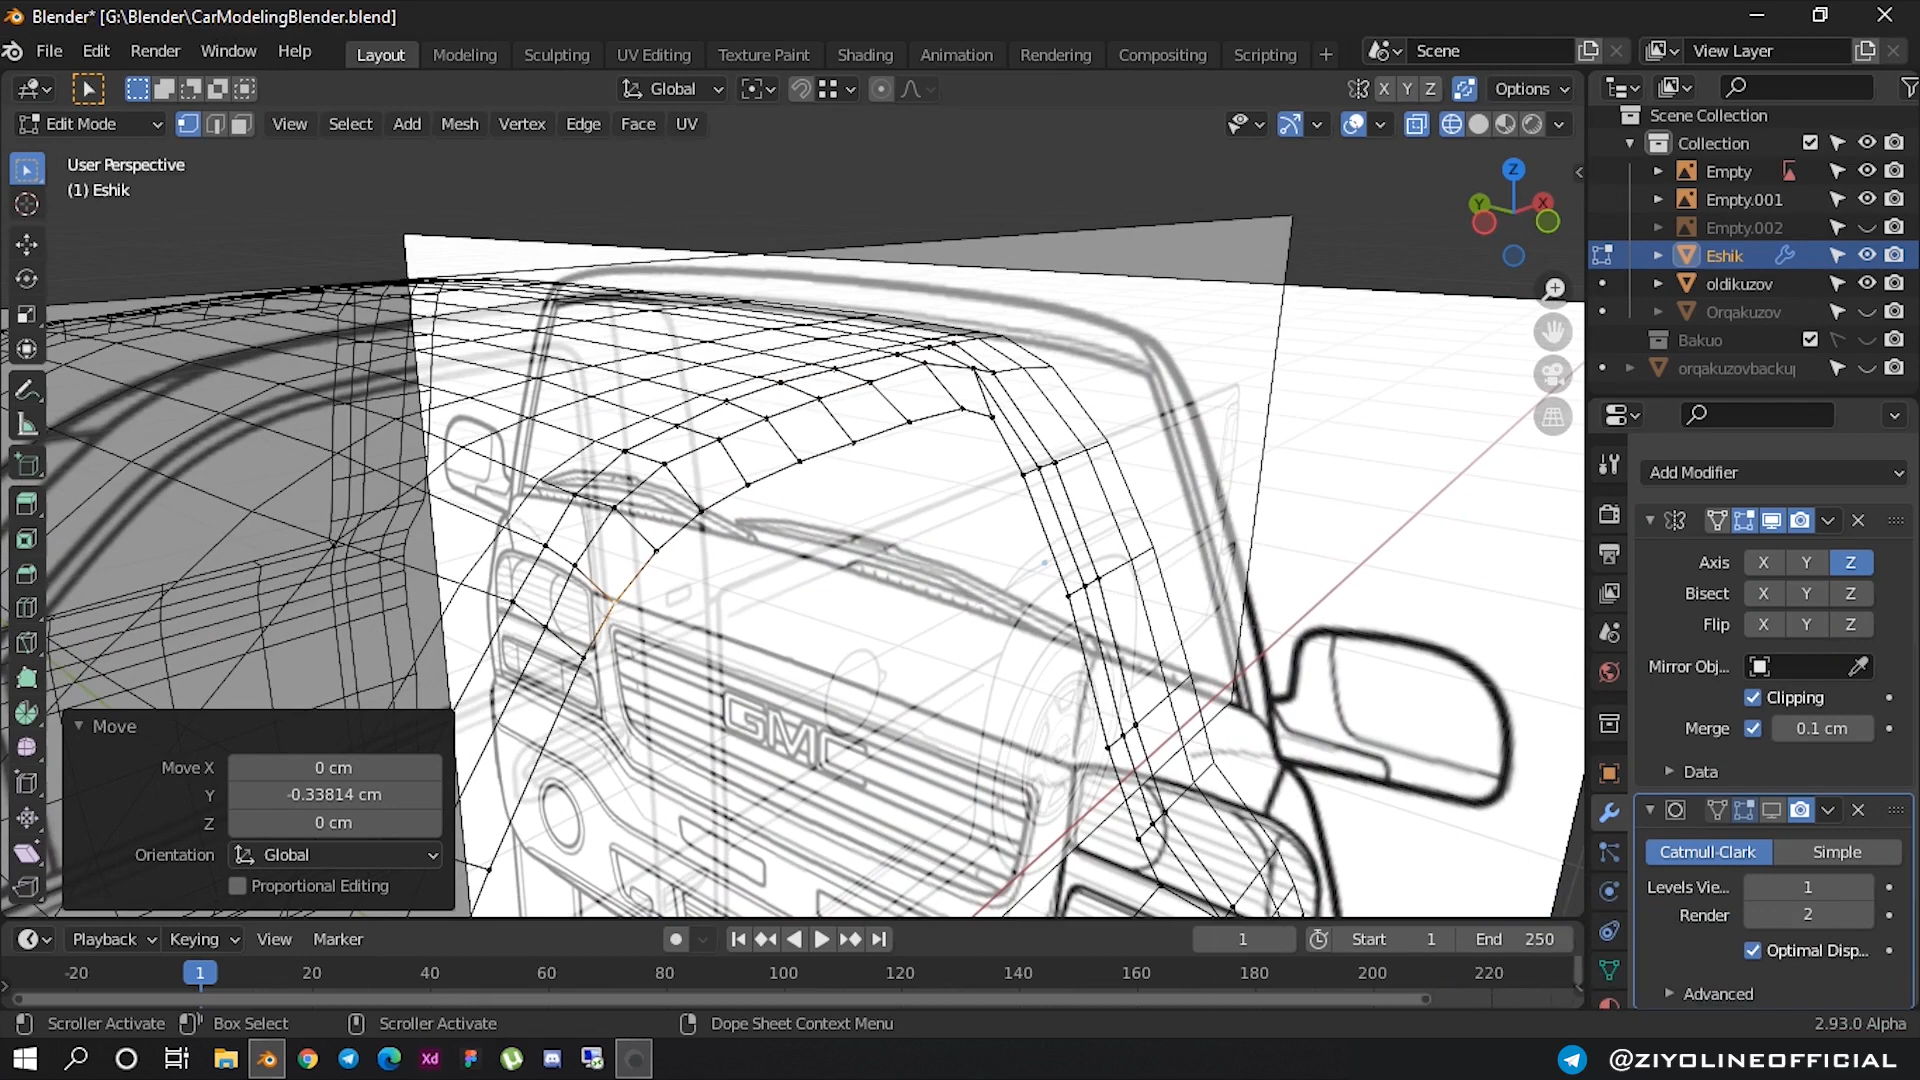 Blender* [G:\Blender\CarModelingBlender.blend]
File Edit Render Window Help Layout Modeling Sculpting UV Editing Texture Paint Shading Animation Rendering Compositing Scripting + Scene View Layer
Global X Y Z Options
Edit Mode View Select Add Mesh Vertex Edge Face UV
User Perspective
(1) Eshik
Z
Y X
GMC
Move
Move X 0 cm
Y -0.33814 cm
Z 0 cm
Orientation Global
Proportional Editing
Scene Collection
Collection
Empty
Empty.001
Empty.002
Eshik
oldikuzov
Orqakuzov
Bakuo
orqakuzovbackup
Add Modifier
Axis X Y Z
Bisect X Y Z
Flip X Y Z
Mirror Obj...
Clipping
Merge 0.1 cm
Data
Catmull-Clark Simple
Levels Vie... 1
Render 2
Optimal Disp...
Advanced
Playback Keying View Marker 1 Start 1 End 250
-20 1 20 40 60 80 100 120 140 160 180 200 220
Scroller Activate Box Select Scroller Activate Dope Sheet Context Menu 2.93.0 Alpha
Xd
@ZIYOLINEOFFICIAL